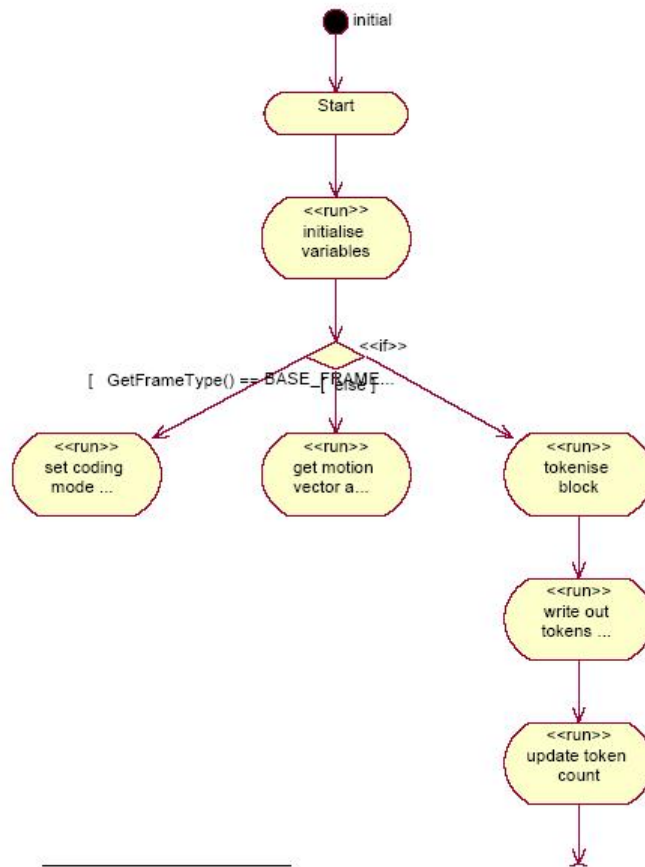 initial
Start
<<run>>
initialise
variables
<<if>>
[ GetFrameType() == BASE_FRAME...
[ else ]
<<run>>
set coding
mode ...
<<run>>
get motion
vector a...
<<run>>
tokenise
block
<<run>>
write out
tokens ...
<<run>>
update token
count